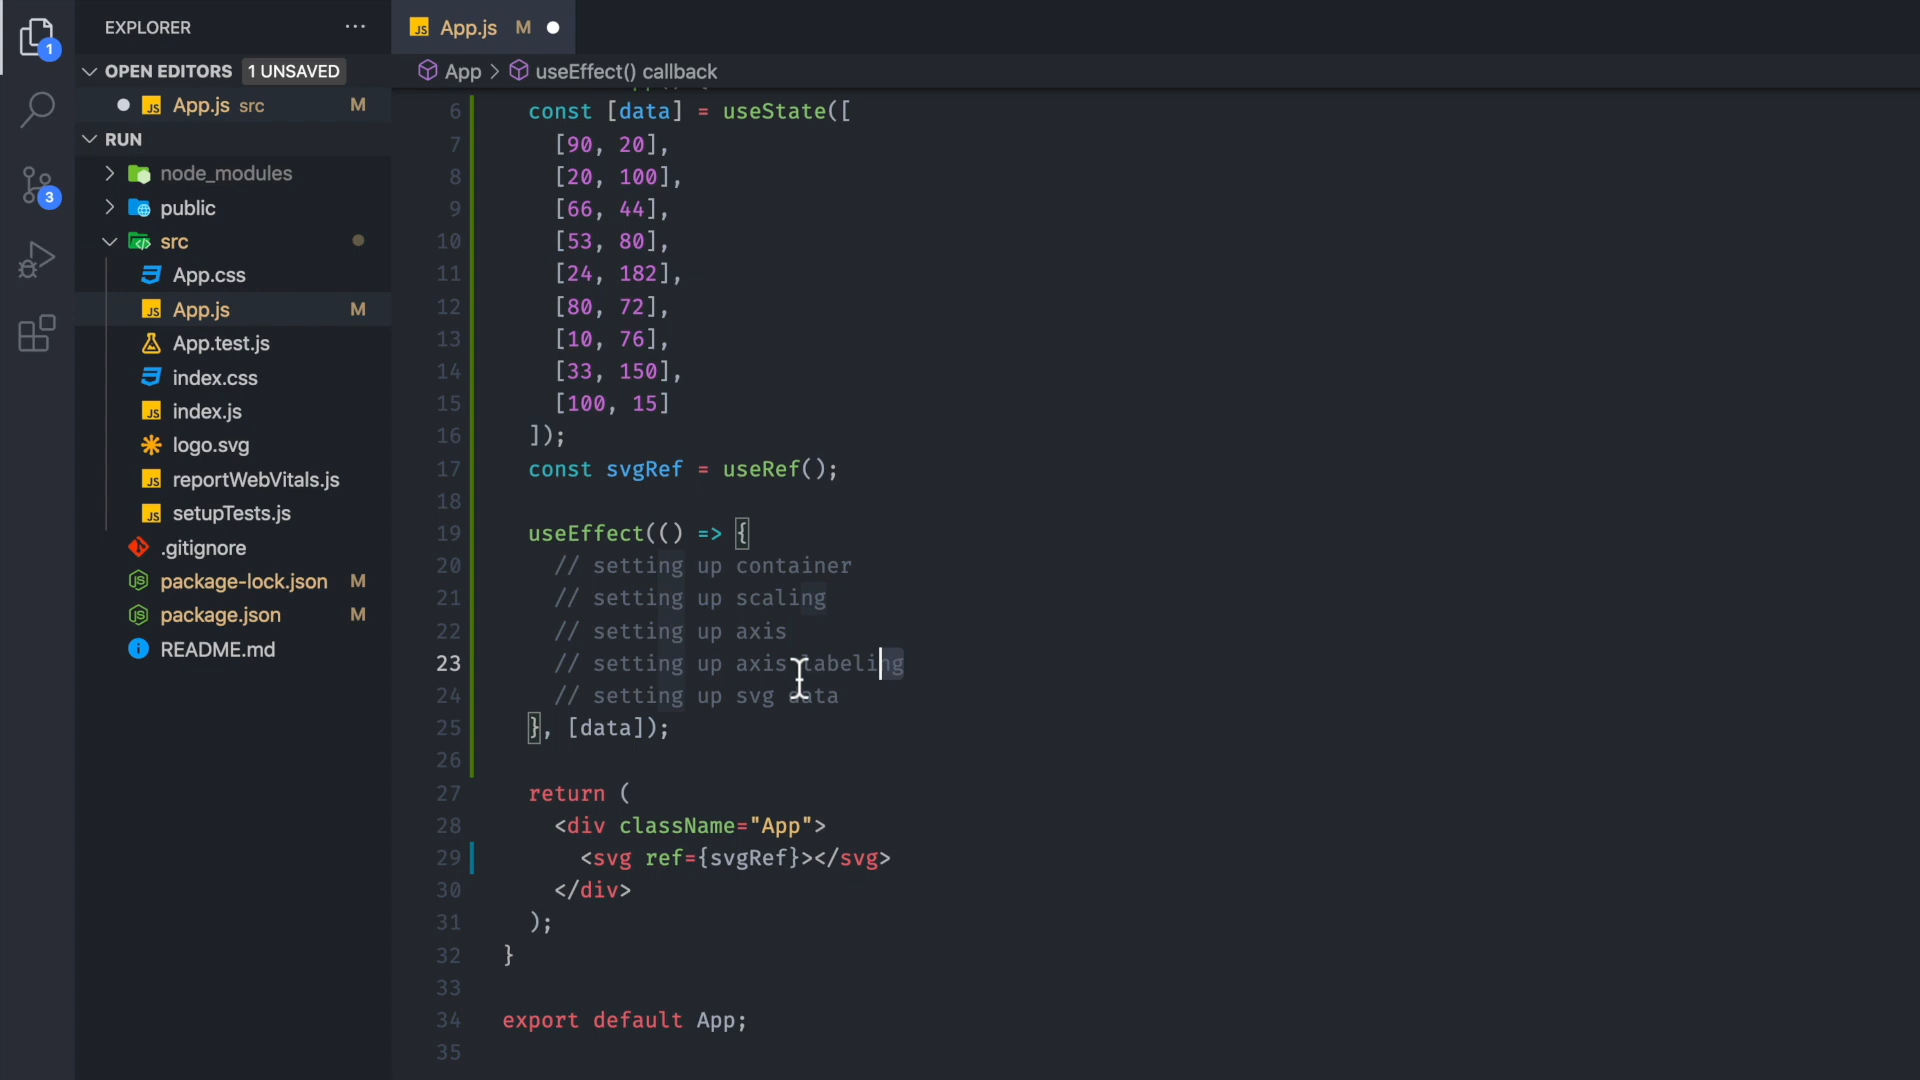 EXPLORER
OPEN EDITORS 1 UNSAVED
App.js src M
RUN
node_modules
public
src
App.css
App.js M
App.test.js
index.css
index.js
logo.svg
reportWebVitals.js
setupTests.js
.gitignore
package-lock.json M
package.json M
README.md
1
3
App.js M
App > useEffect() callback
6 const [data] = useState([
7 [90, 20],
8 [20, 100],
9 [66, 44],
10 [53, 80],
11 [24, 182],
12 [80, 72],
13 [10, 76],
14 [33, 150],
15 [100, 15]
16 ]);
17 const svgRef = useRef();
18
19 useEffect(() => {
20 // setting up container
21 // setting up scaling
22 // setting up axis
23 // setting up axis labeling
24 // setting up svg data
25 }, [data]);
26
27 return (
28 <div className="App">
29 <svg ref={svgRef}></svg>
30 </div>
31 );
32 }
33
34 export default App;
35